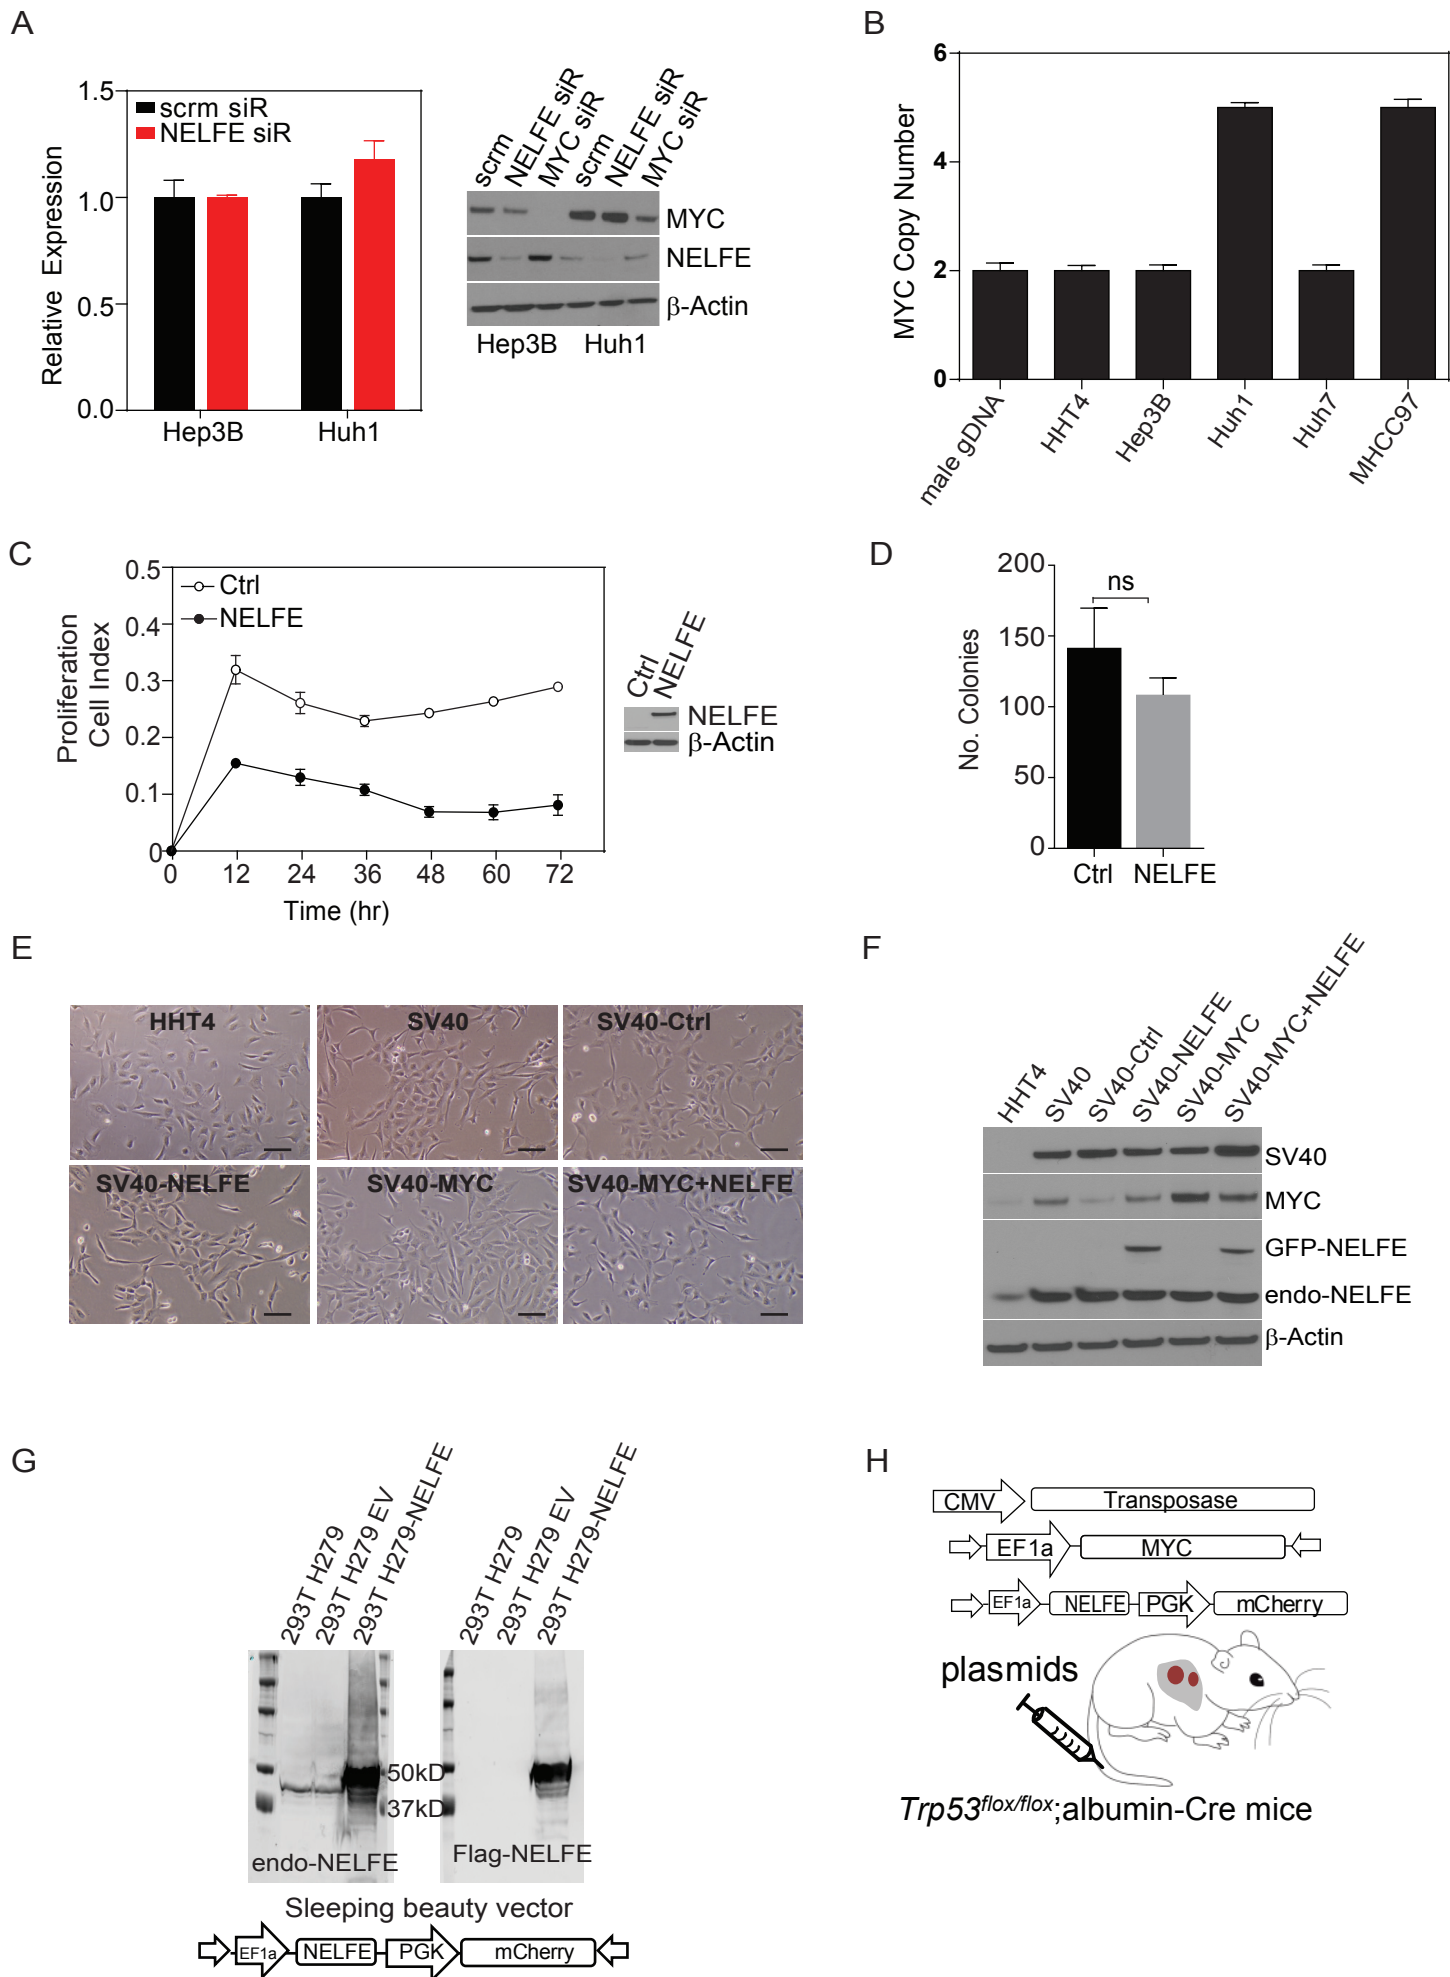 A
1.5
1.0
0.5
0.0
Relative Expression
scrm siR
NELFE siR
Hep3B
Huh1
scrm
NELFE siR
MYC siR
scrm
NELFE siR
MYC siR
MYC
NELFE
β-Actin
Hep3B Huh1
B
6
4
2
0
MYC Copy Number
male gDNA
HHT4
Hep3B
Huh1
Huh7
MHCC97
C
0.5
0.4
0.3
0.2
0.1
0
Proliferation
Cell Index
Ctrl
NELFE
0 12 24 36 48 60 72
Time (hr)
Ctrl
NELFE
NELFE
β-Actin
D
200
150
100
50
0
No. Colonies
ns
Ctrl NELFE
E
HHT4
SV40
SV40-Ctrl
SV40-NELFE
SV40-MYC
SV40-MYC+NELFE
F
HHT4
SV40
SV40-Ctrl
SV40-NELFE
SV40-MYC
SV40-MYC+NELFE
SV40
MYC
GFP-NELFE
endo-NELFE
β-Actin
G
293T H279
293T H279 EV
293T H279-NELFE
293T H279
293T H279 EV
293T H279-NELFE
50kD
37kD
endo-NELFE
Flag-NELFE
Sleeping beauty vector
EF1a NELFE PGK mCherry
H
CMV Transposase
EF1a MYC
EF1a NELFE PGK mCherry
plasmids
Trp53flox/flox;albumin-Cre mice